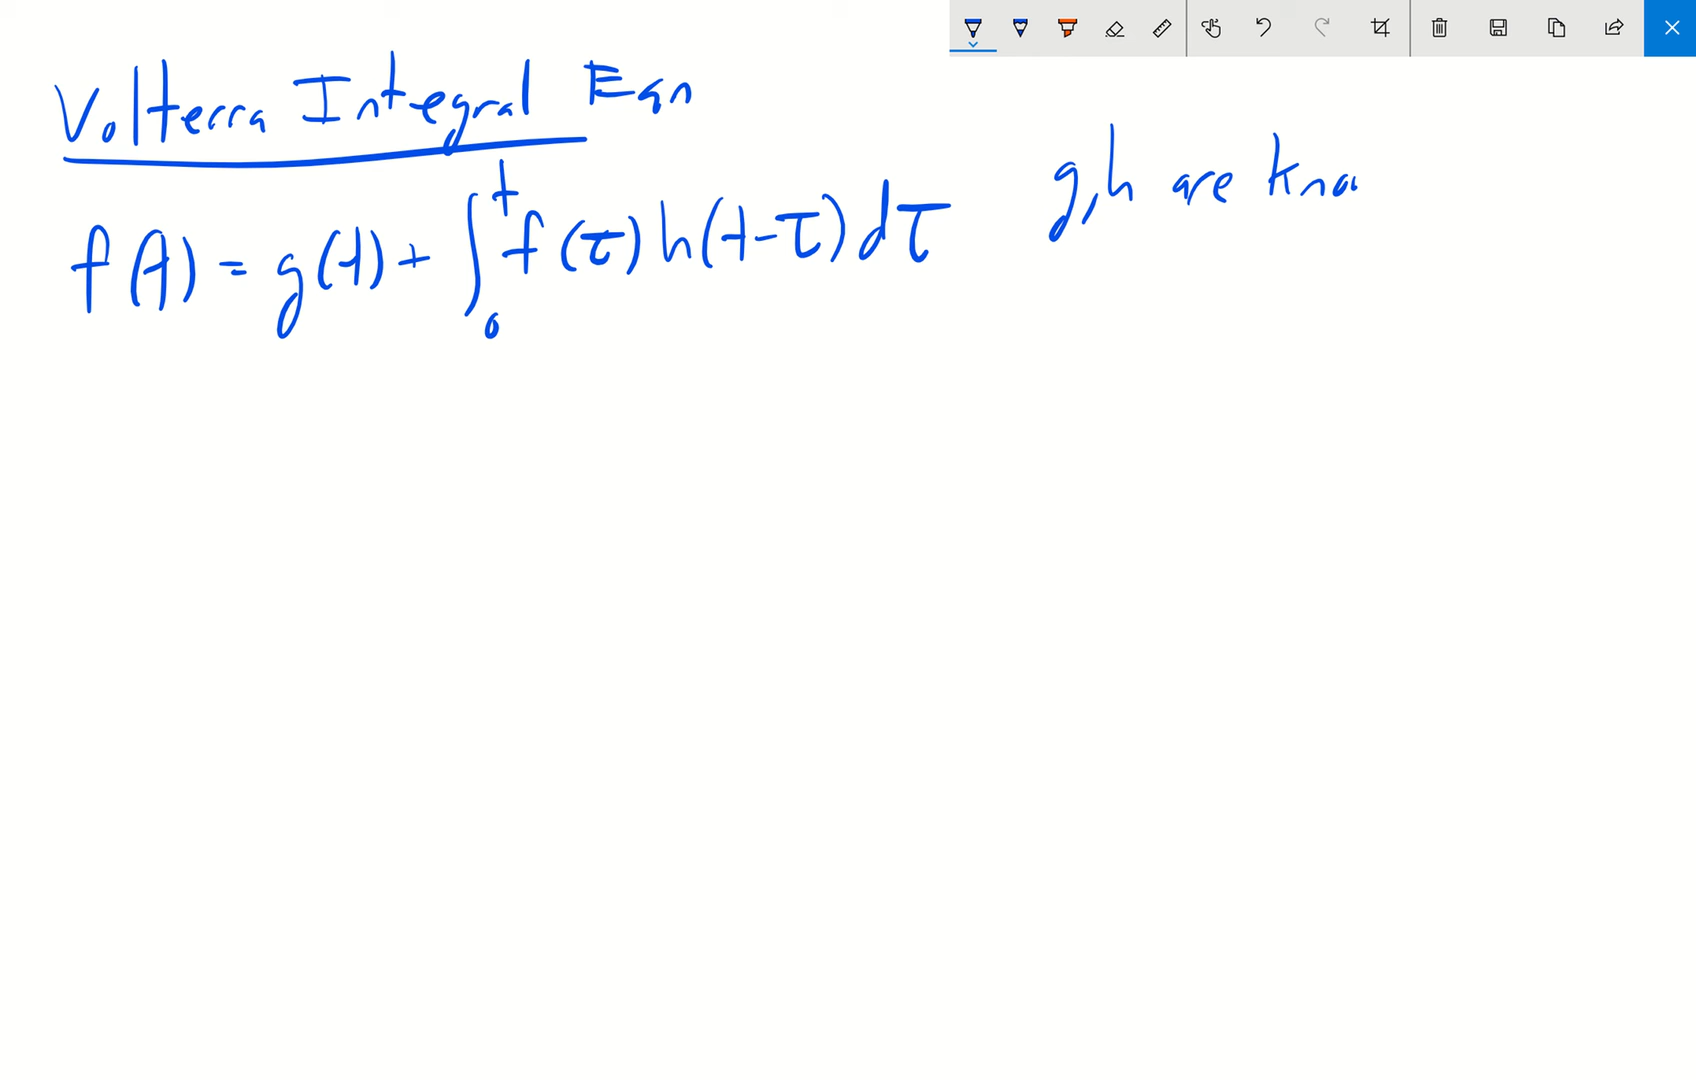 Volterra Integral Eqn
g,h are kno
f(t) = g(t) + ∫₀ᵗ f(τ) h(t-τ) dτ